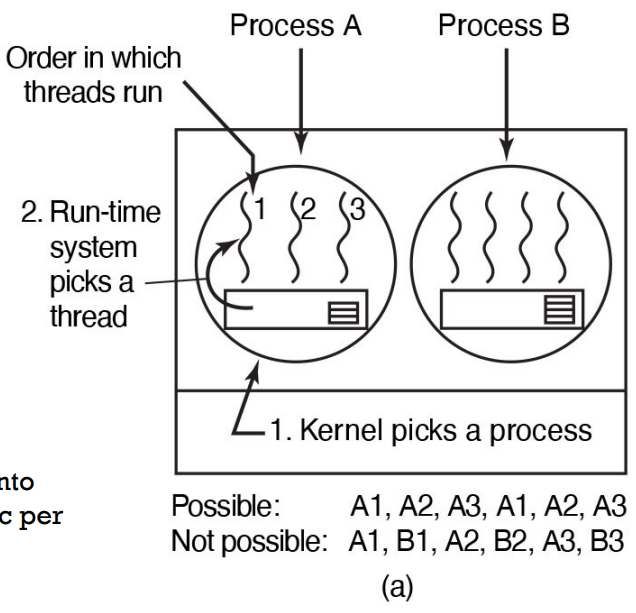 Process A
Process B
Order in which
threads run
1
2
3
2. Run-time
system
picks a
thread
1. Kernel picks a process
nto
c per
Possible: A1, A2, A3, A1, A2, A3
Not possible: A1, B1, A2, B2, A3, B3
(a)